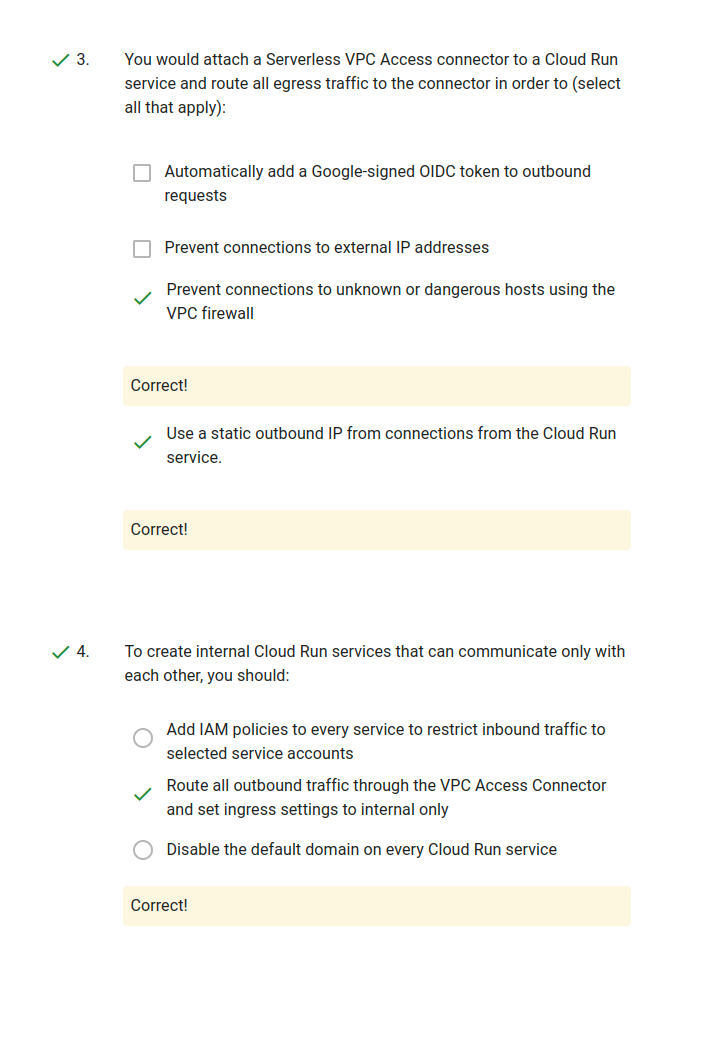 3. You would attach a Serverless VPC Access connector to a Cloud Run
service and route all egress traffic to the connector in order to (select
all that apply):
Automatically add a Google-signed OIDC token to outbound
requests
Prevent connections to external IP addresses
Prevent connections to unknown or dangerous hosts using the
VPC firewall
Correct!
Use a static outbound IP from connections from the Cloud Run
service.
Correct!
4. To create internal Cloud Run services that can communicate only with
each other, you should:
Add IAM policies to every service to restrict inbound traffic to
selected service accounts
Route all outbound traffic through the VPC Access Connector
and set ingress settings to internal only
Disable the default domain on every Cloud Run service
Correct!